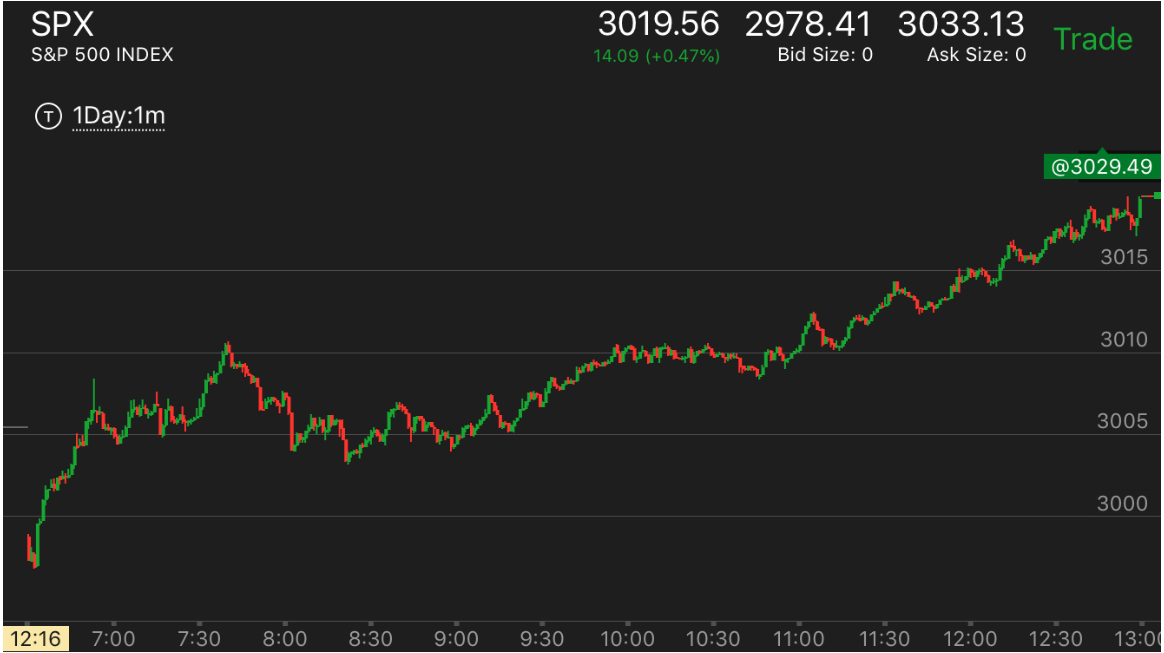 SPX 3019.56 2978.41 3033.13 Trade
S&P 500 INDEX 14.09 (+0.47%) Bid Size: 0 Ask Size: 0
T 1Day:1m
@3029.49
3015
3010
3005
3000
12:16 7:00 7:30 8:00 8:30 9:00 9:30 10:00 10:30 11:00 11:30 12:00 12:30 13:00